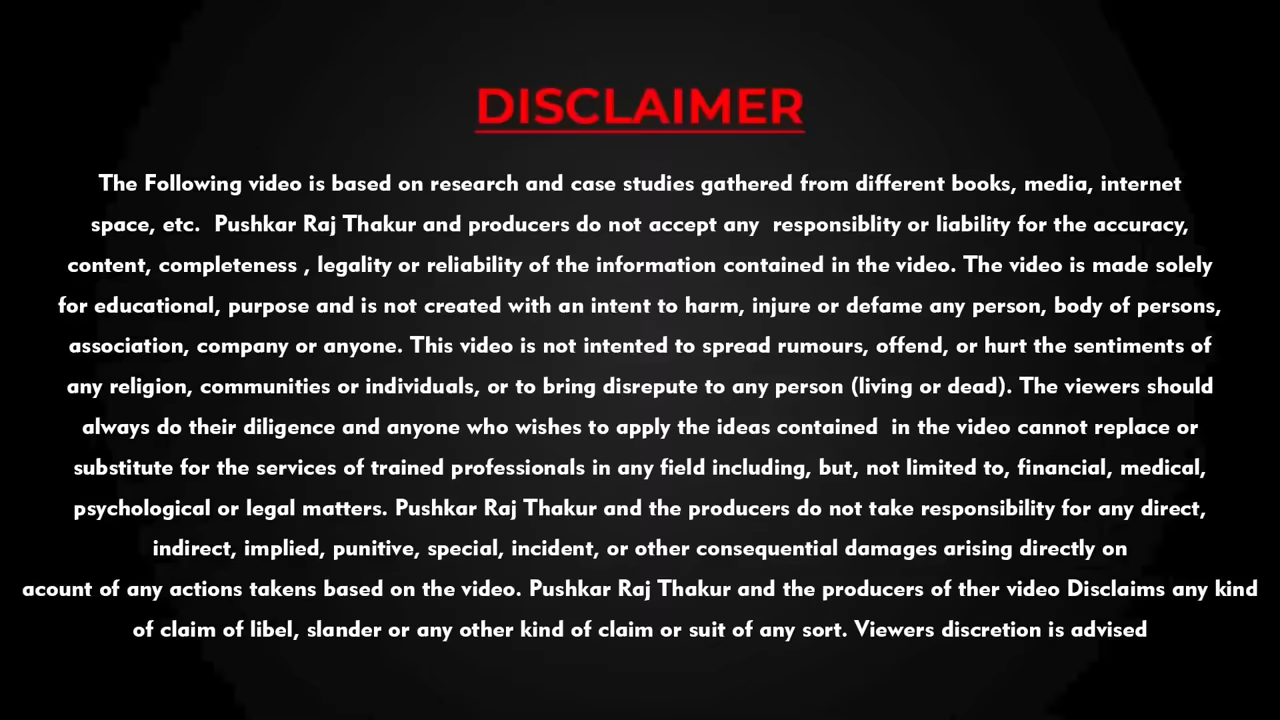 DISCLAIMER
The Following video is based on research and case studies gathered from different books, media, internet
space, etc.  Pushkar Raj Thakur and producers do not accept any  responsiblity or liability for the accuracy,
content, completeness , legality or reliability of the information contained in the video. The video is made solely
for educational, purpose and is not created with an intent to harm, injure or defame any person, body of persons,
association, company or anyone. This video is not intented to spread rumours, offend, or hurt the sentiments of
any religion, communities or individuals, or to bring disrepute to any person (living or dead). The viewers should
always do their diligence and anyone who wishes to apply the ideas contained  in the video cannot replace or
substitute for the services of trained professionals in any field including, but, not limited to, financial, medical,
psychological or legal matters. Pushkar Raj Thakur and the producers do not take responsibility for any direct,
indirect, implied, punitive, special, incident, or other consequential damages arising directly on
acount of any actions takens based on the video. Pushkar Raj Thakur and the producers of ther video Disclaims any kind
of claim of libel, slander or any other kind of claim or suit of any sort. Viewers discretion is advised